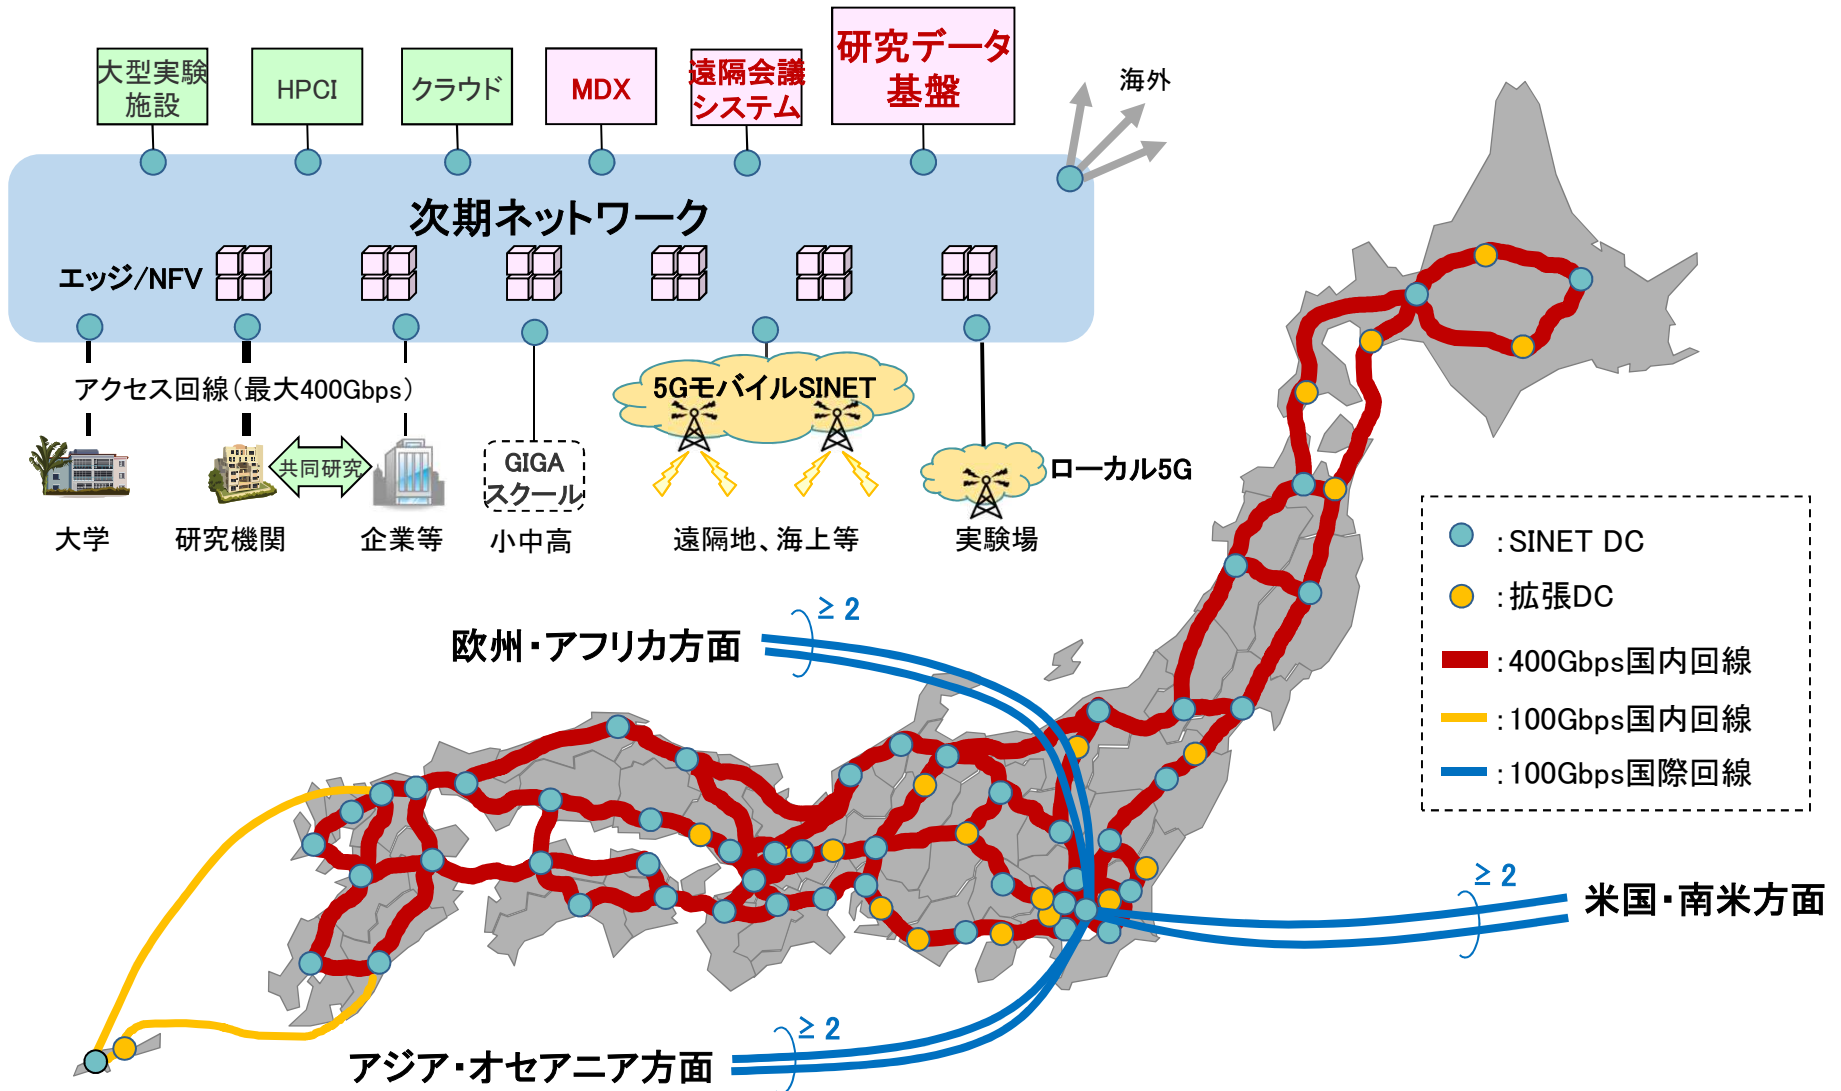 大型実験
施設
HPCI
クラウド
MDX
遠隔会議
システム
研究データ
基盤
海外
次期ネットワーク
エッジ/NFV
アクセス回線(最大400Gbps)
5GモバイルSINET
共同研究
GIGA
スクール
ローカル5G
大学
研究機関
企業等
小中高
遠隔地、海上等
実験場
:SINET DC
:拡張DC
:400Gbps国内回線
:100Gbps国内回線
:100Gbps国際回線
≥ 2
欧州・アフリカ方面
≥ 2
米国・南米方面
≥ 2
アジア・オセアニア方面